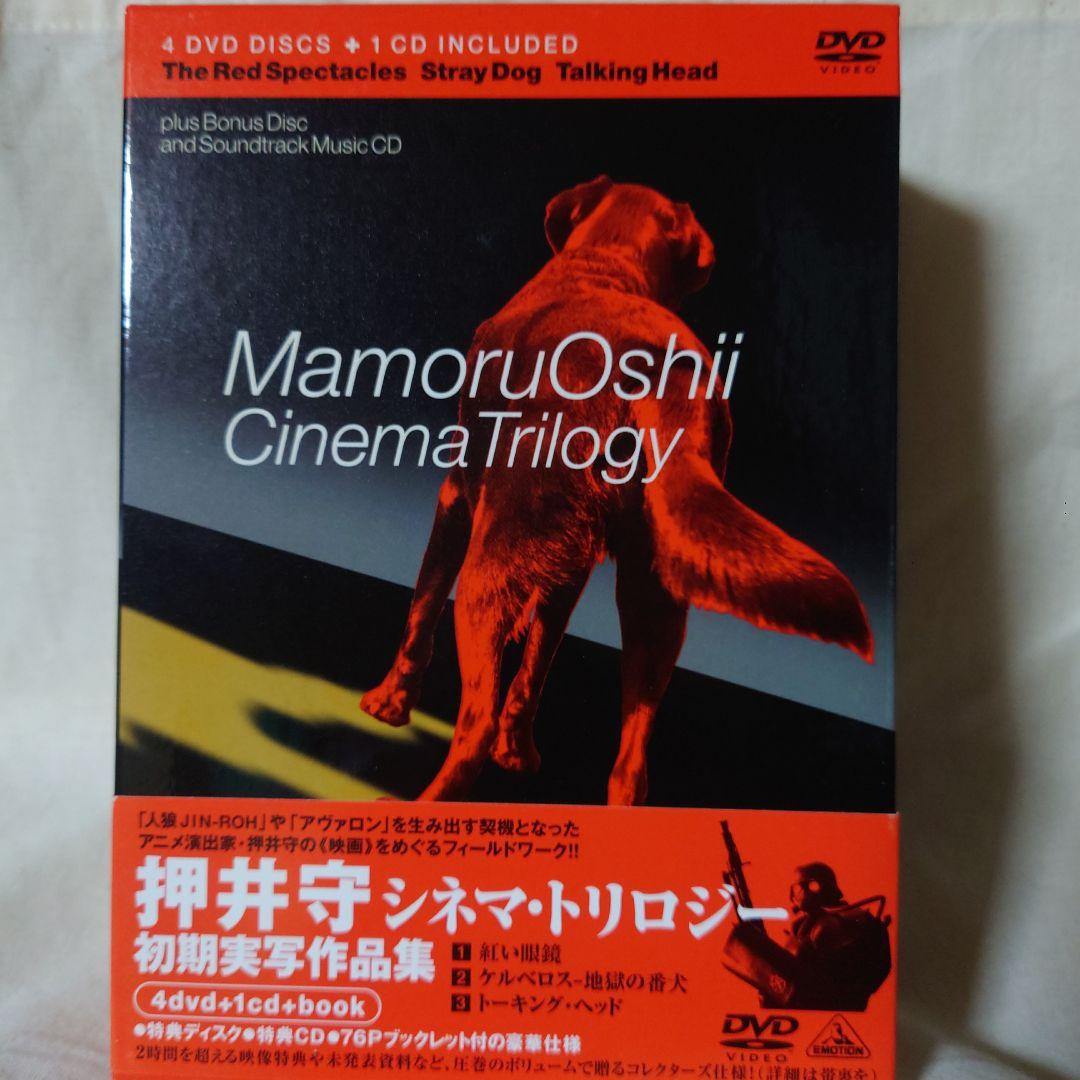 4 DVD DISCS + 1 CD INCLUDED
The Red Spectacles Stray Dog Talking Head
DVD
VIDEO
plus Bonus Disc
and Soundtrack Music CD
MamoruOshii
CinemaTrilogy
「人狼 JIN-ROH」や「アヴァロン」を生み出す契機となった
アニメ演出家・押井守の《映画》をめぐるフィールドワーク!!
押井守シネマ・トリロジー
初期実写作品集
1 紅い眼鏡
2 ケルベロス-地獄の番犬
3 トーキング・ヘッド
4dvd+1cd+book
●特典ディスク●特典CD●76Pブックレット付の豪華仕様
2時間を超える映像特典や未発表資料など、圧巻のボリュームで贈るコレクターズ仕様!(詳細は帯裏を)
DVD
VIDEO
EMOTION